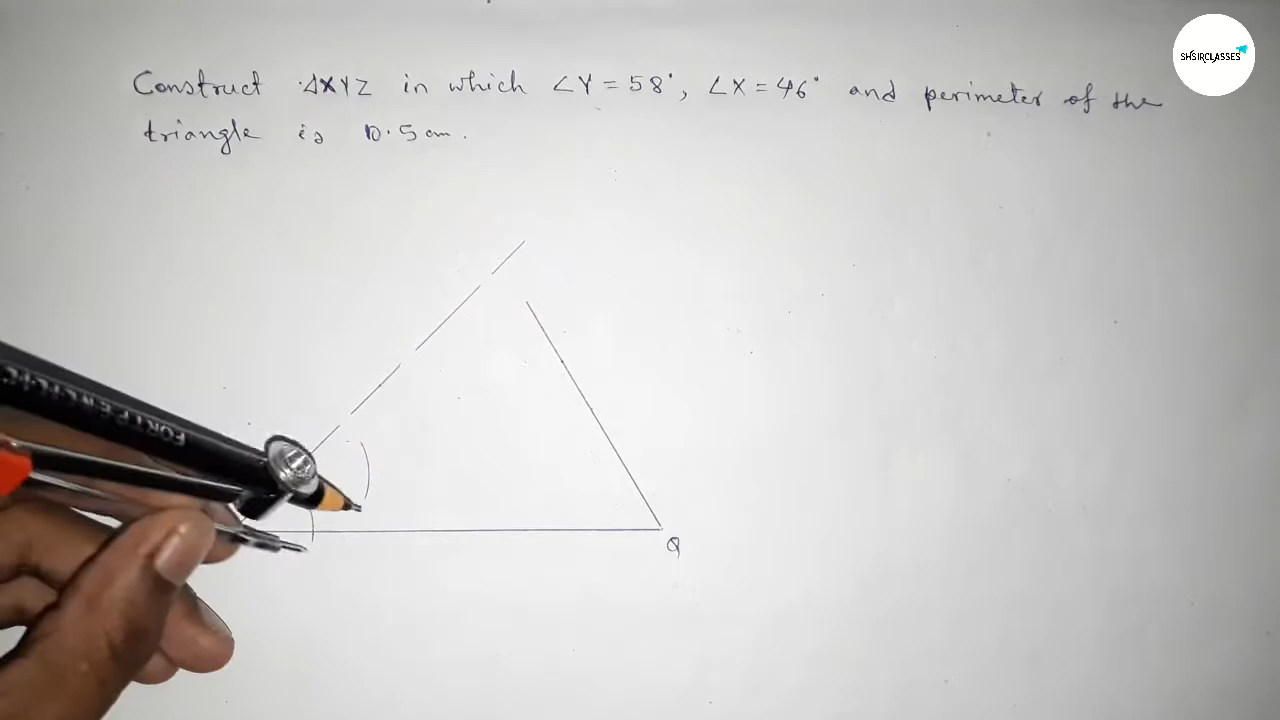 SHSIRCLASSES
Construct ΔXYZ in which ∠Y = 58°, ∠X = 46° and perimeter of the
triangle is 10.5 cm.
Q